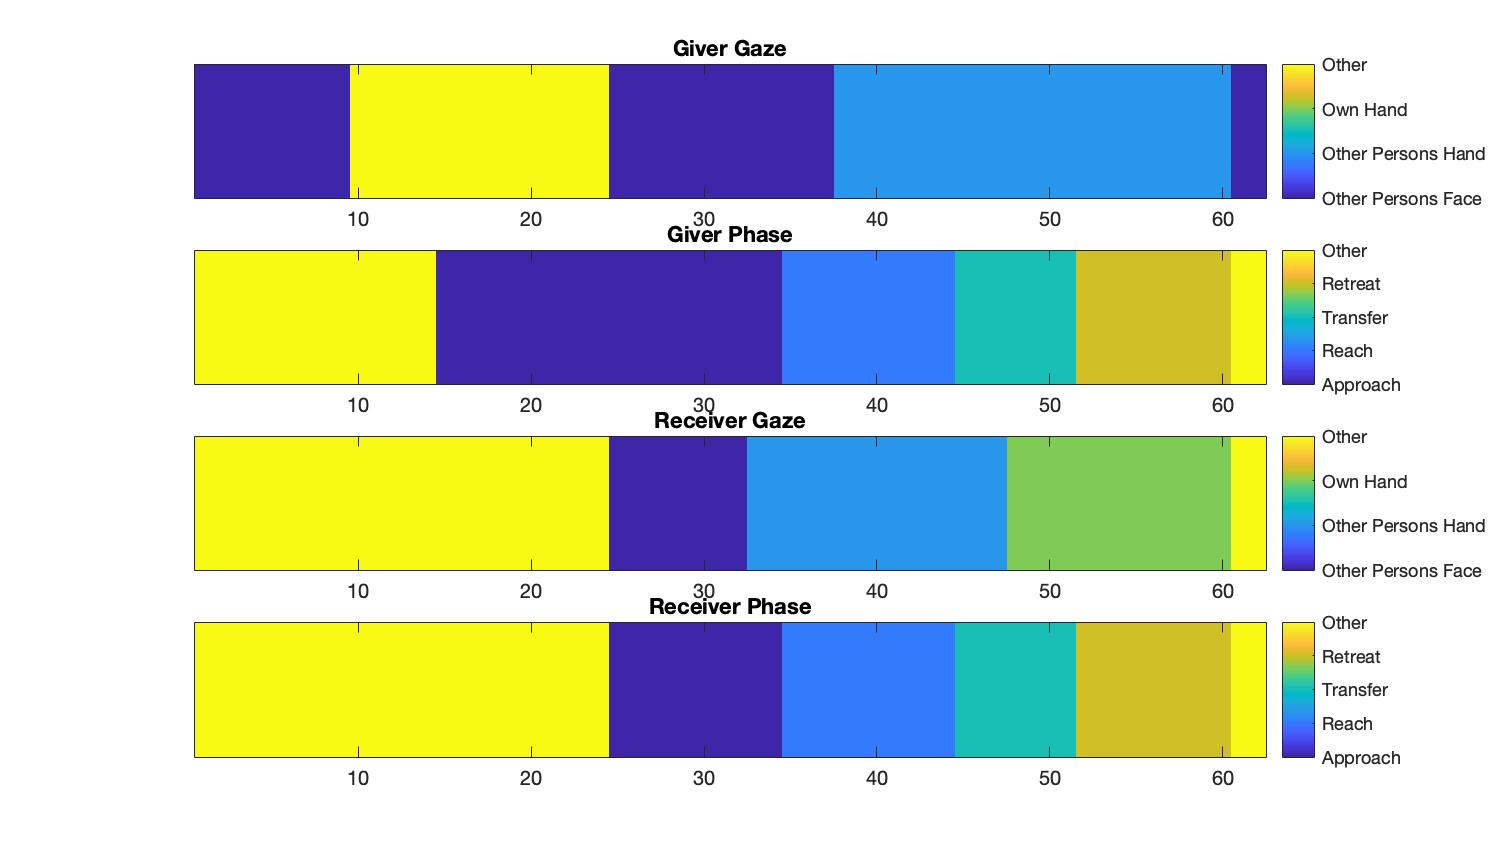 Giver Gaze
Other
Own Hand
Other Persons Hand
Other Persons Face
10 20 30 40 50 60
Giver Phase
Other
Retreat
Transfer
Reach
Approach
10 20 30 40 50 60
Receiver Gaze
Other
Own Hand
Other Persons Hand
Other Persons Face
10 20 30 40 50 60
Receiver Phase
Other
Retreat
Transfer
Reach
Approach
10 20 30 40 50 60